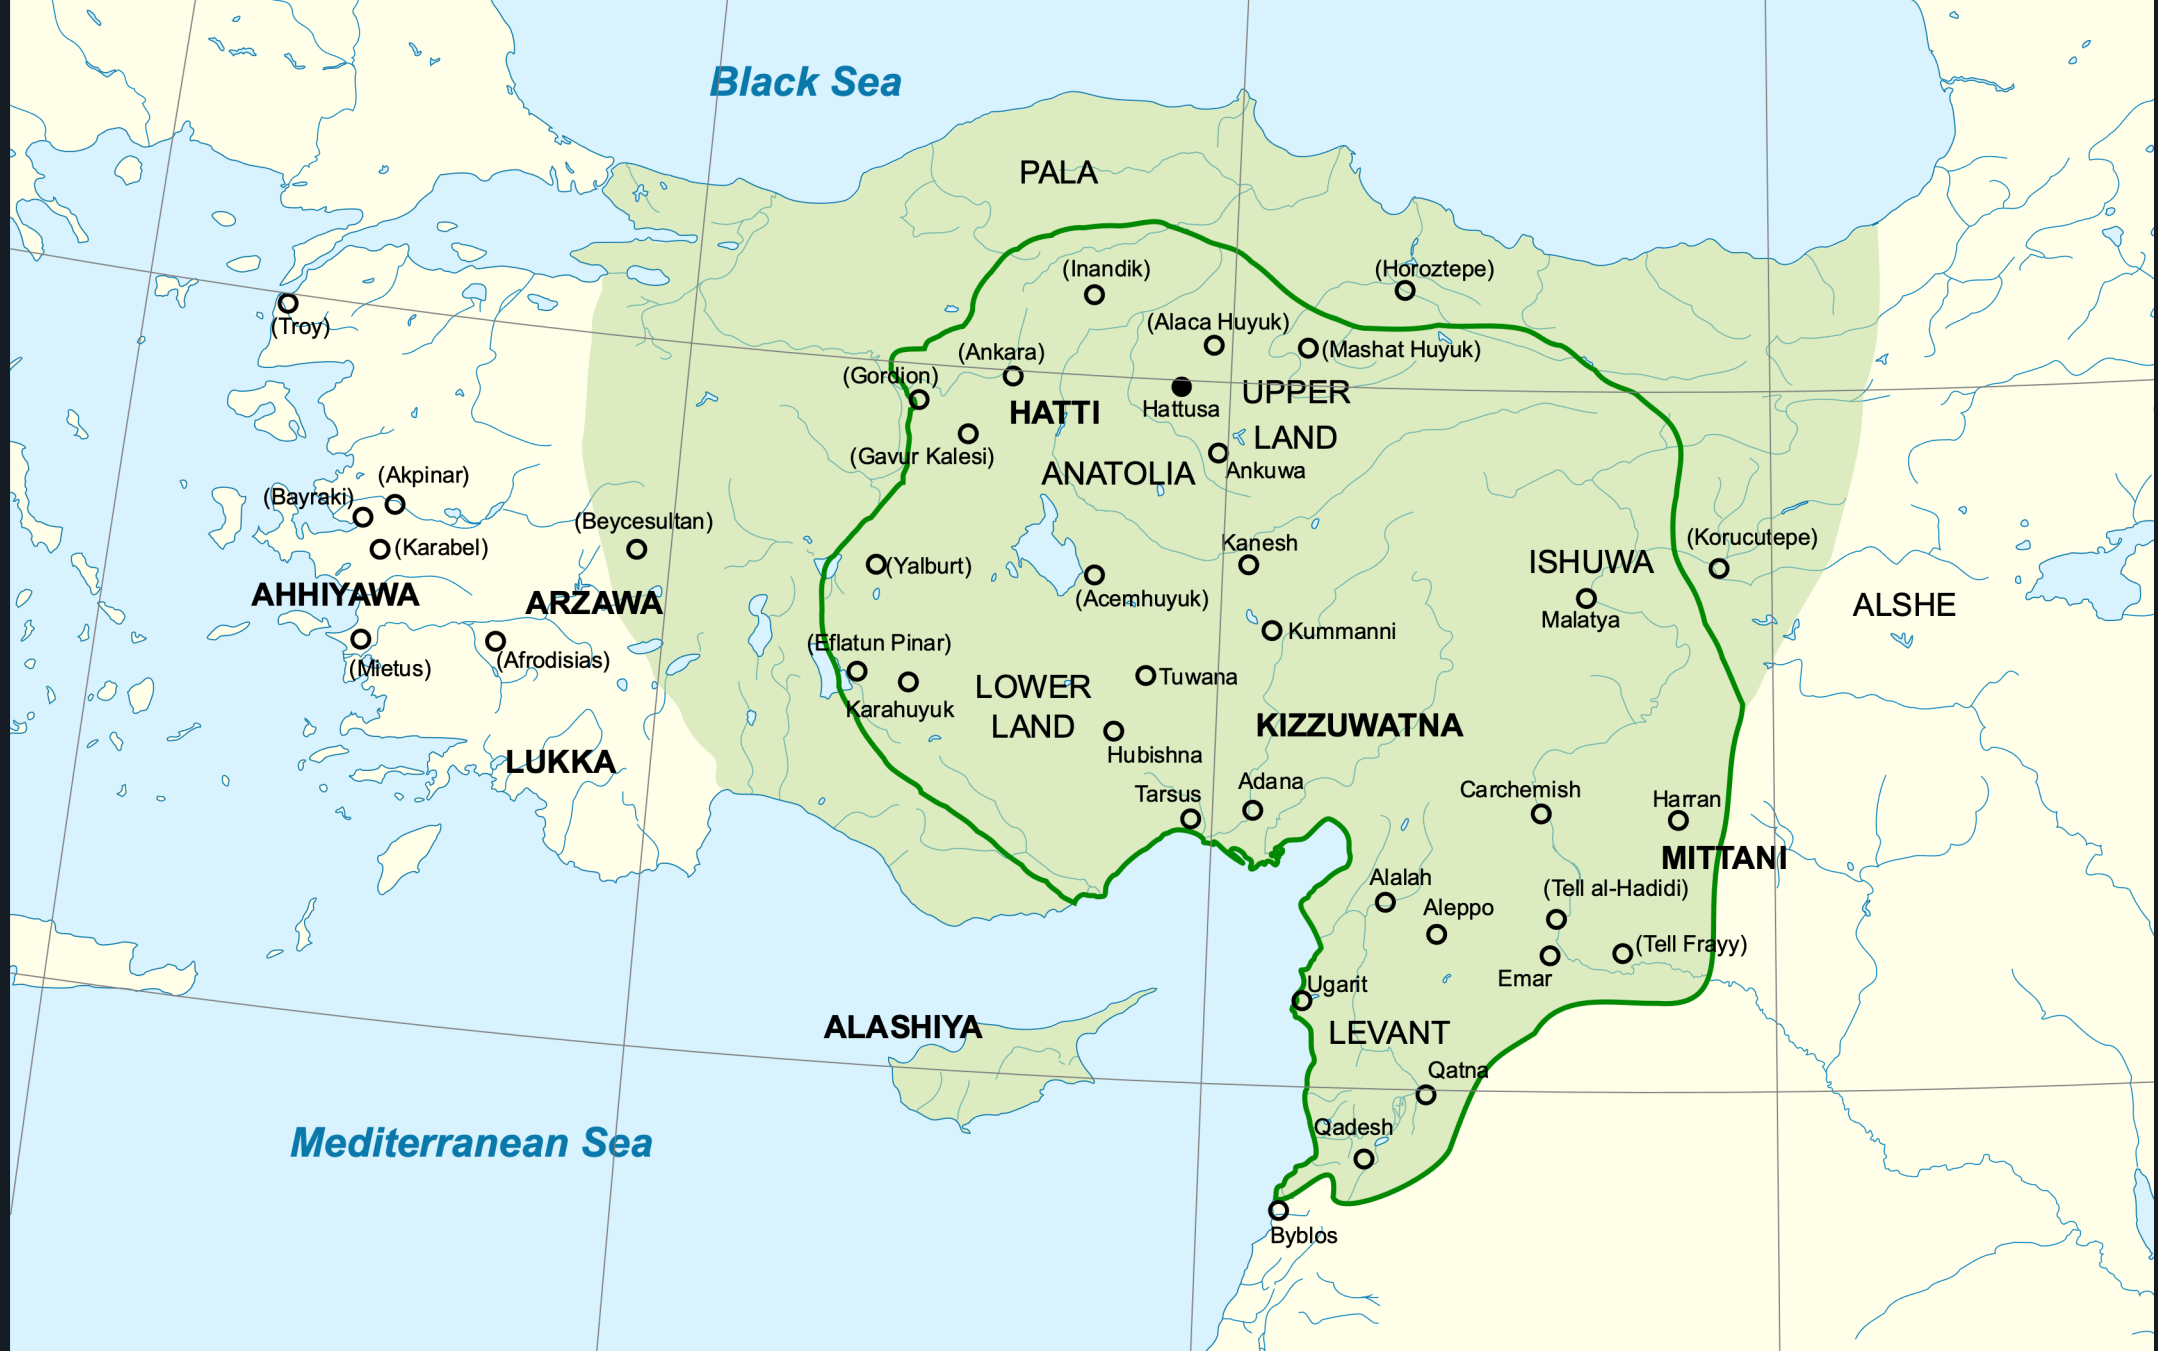 Black Sea
PALA
(Inandik)
(Horoztepe)
(Troy)
(Alaca Huyuk)
(Mashat Huyuk)
(Ankara)
(Gordion)
UPPER
HATTI
Hattusa
LAND
(Gavur Kalesi)
ANATOLIA
Ankuwa
(Akpinar)
(Bayraki)
(Beycesultan)
(Korucutepe)
Kanesh
(Karabel)
ISHUWA
(Yalburt)
AHHIYAWA
ARZAWA
(Acemhuyuk)
ALSHE
Malatya
Kummanni
(Eflatun Pinar)
(Afrodisias)
(Mietus)
Tuwana
LOWER
Karahuyuk
LAND
KIZZUWATNA
Hubishna
LUKKA
Adana
Carchemish
Tarsus
Harran
MITTANI
Alalah
(Tell al-Hadidi)
Aleppo
(Tell Frayy)
Emar
Ugarit
ALASHIYA
LEVANT
Qatna
Qadesh
Mediterranean Sea
Byblos